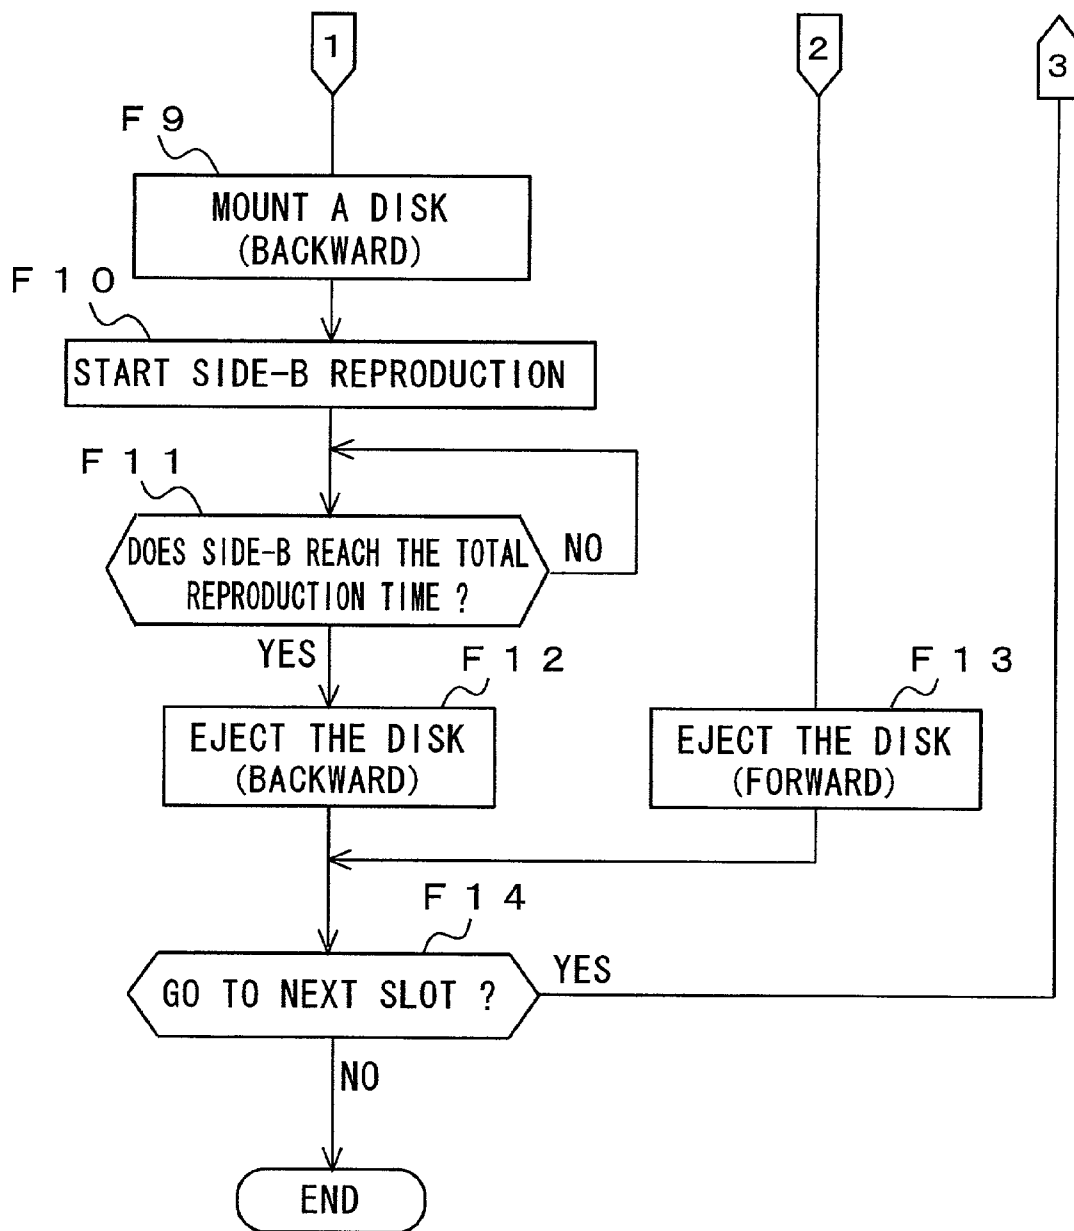 1
2
3
F 9
MOUNT A DISK
(BACKWARD)
F 1 0
START SIDE-B REPRODUCTION
F 1 1
DOES SIDE-B REACH THE TOTAL
REPRODUCTION TIME ?
NO
YES
F 1 2
F 1 3
EJECT THE DISK
(BACKWARD)
EJECT THE DISK
(FORWARD)
F 1 4
GO TO NEXT SLOT ?
YES
NO
END